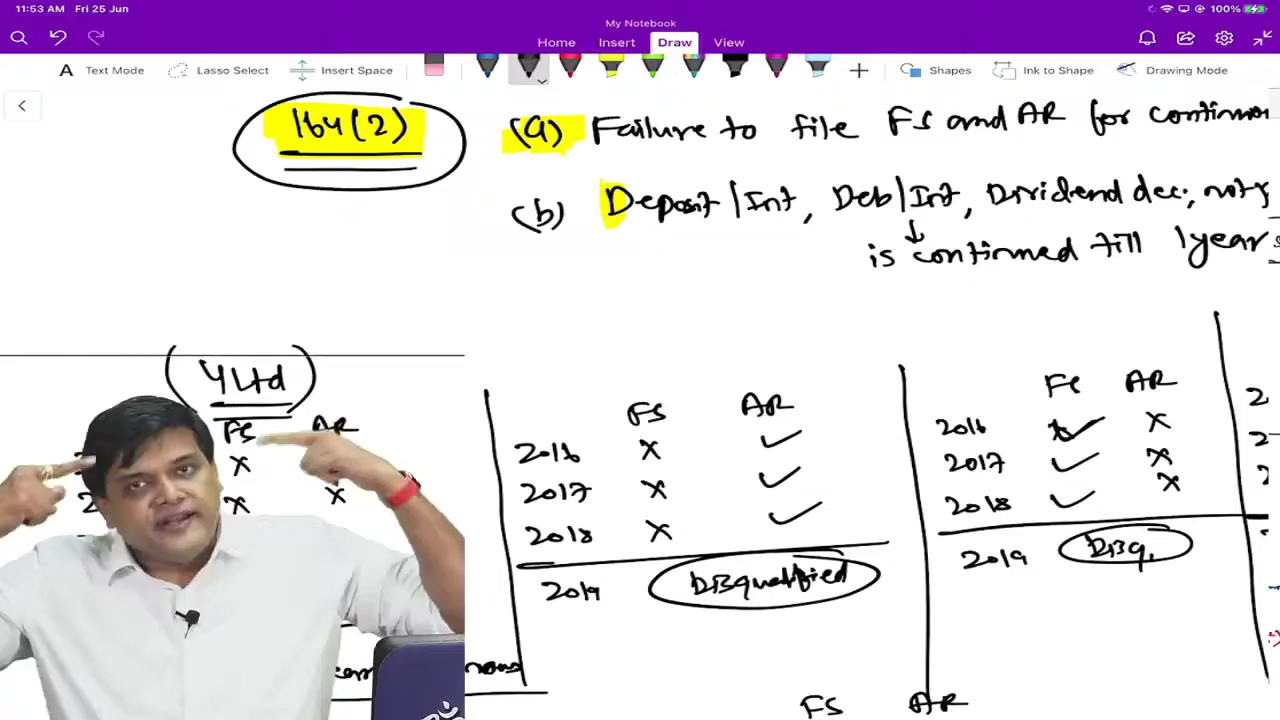 11:53 AM Fri 25 Jun
100%
My Notebook
Home Insert Draw View
Text Mode Lasso Select Insert Space Shapes Ink to Shape Drawing Mode
164(2)
(a) Failure to file FS and AR for
(b) Deposit/Int, Deb/Int, Dividend dec; not
is confirmed till 1years
Y Ltd
FS AR
X
X X
FS AR
2016 X ✓
2017 X ✓
2018 X ✓
2019 Disqualified
FS AR
2016 ✓ X
2017 ✓ X
2018 ✓ X
2019 Disq.
FS AR